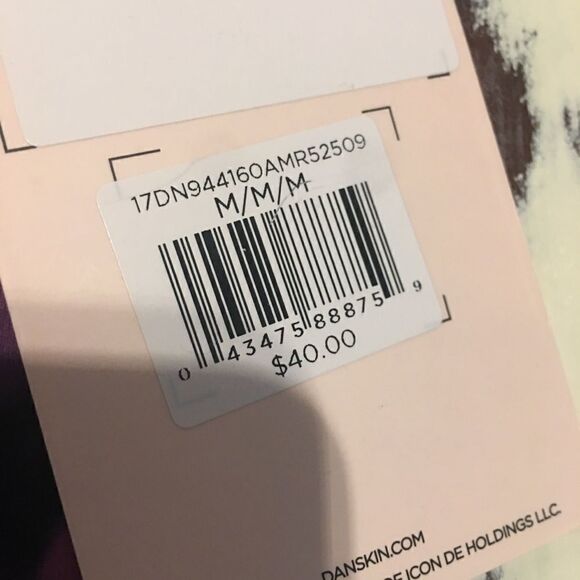 17DN944160AMR52509
M/M/M
0 43475 88875 9
$40.00
DANSKIN.COM
ICON DE HOLDINGS LLC.